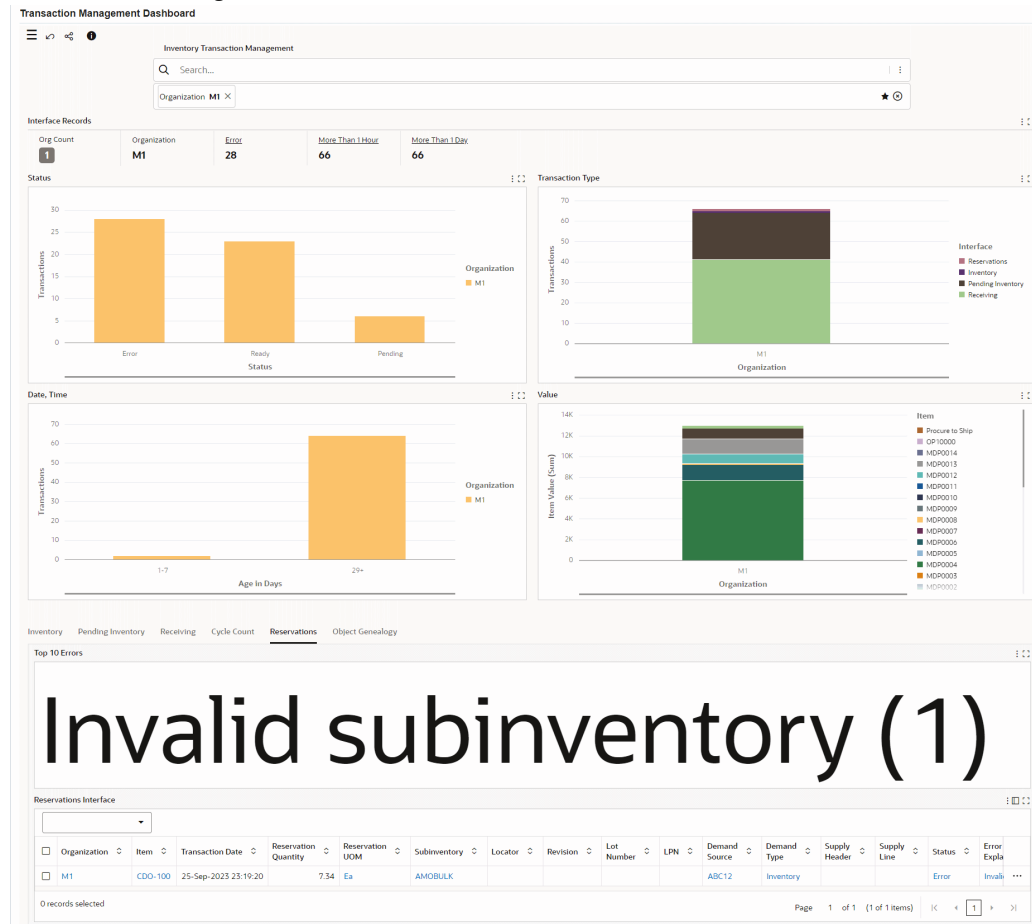 Transaction Management Dashboard
Inventory Transaction Management
Search...
Organization M1
Interface Records
Org Count Organization Error More Than 1 Hour More Than 1 Day
1 M1 28 66 66
Status
30
25
20
15
10
5
0
Transactions
Error Ready Pending
Status
Organization
M1
Transaction Type
70
60
50
40
30
20
10
0
Transactions
M1
Organization
Interface
Reservations
Inventory
Pending Inventory
Receiving
Date, Time
70
60
50
40
30
20
10
0
Transactions
1-7 29+
Age in Days
Organization
M1
Value
14K
12K
10K
8K
6K
4K
2K
0
Item Value (Sum)
M1
Organization
Item
Procure to Ship
OP10000
MDP0014
MDP0013
MDP0012
MDP0011
MDP0010
MDP0009
MDP0008
MDP0007
MDP0006
MDP0005
MDP0004
MDP0003
MDP0002
Inventory Pending Inventory Receiving Cycle Count Reservations Object Genealogy
Top 10 Errors
Invalid subinventory (1)
Reservations Interface
Organization Item Transaction Date Reservation Quantity Reservation UOM Subinventory Locator Revision Lot Number LPN Demand Source Demand Type Supply Header Supply Line Status Error Expla
M1 CDO-100 25-Sep-2023 23:19:20 7.34 Ea AMOBULK ABC12 Inventory Error Invali
0 records selected
Page 1 of 1 (1 of 1 items) 1